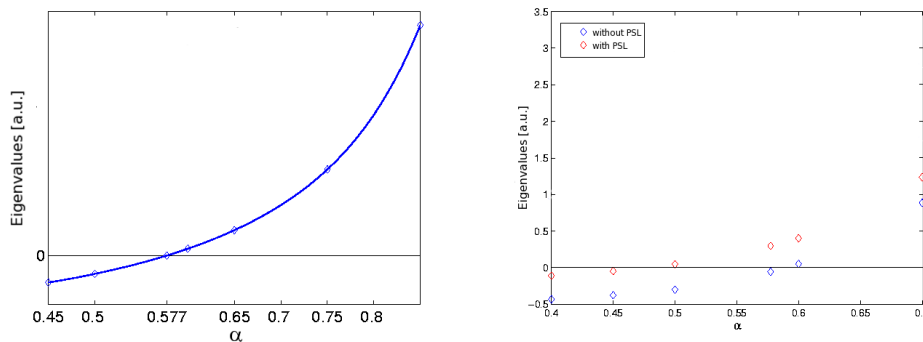 Eigenvalues [a.u.]
0
0.45 0.5 0.577 0.65 0.7 0.75 0.8
α
Eigenvalues [a.u.]
3.5
3
2.5
2
1.5
1
0.5
0
-0.5
without PSL
with PSL
0.4 0.45 0.5 0.55 0.6 0.65
α